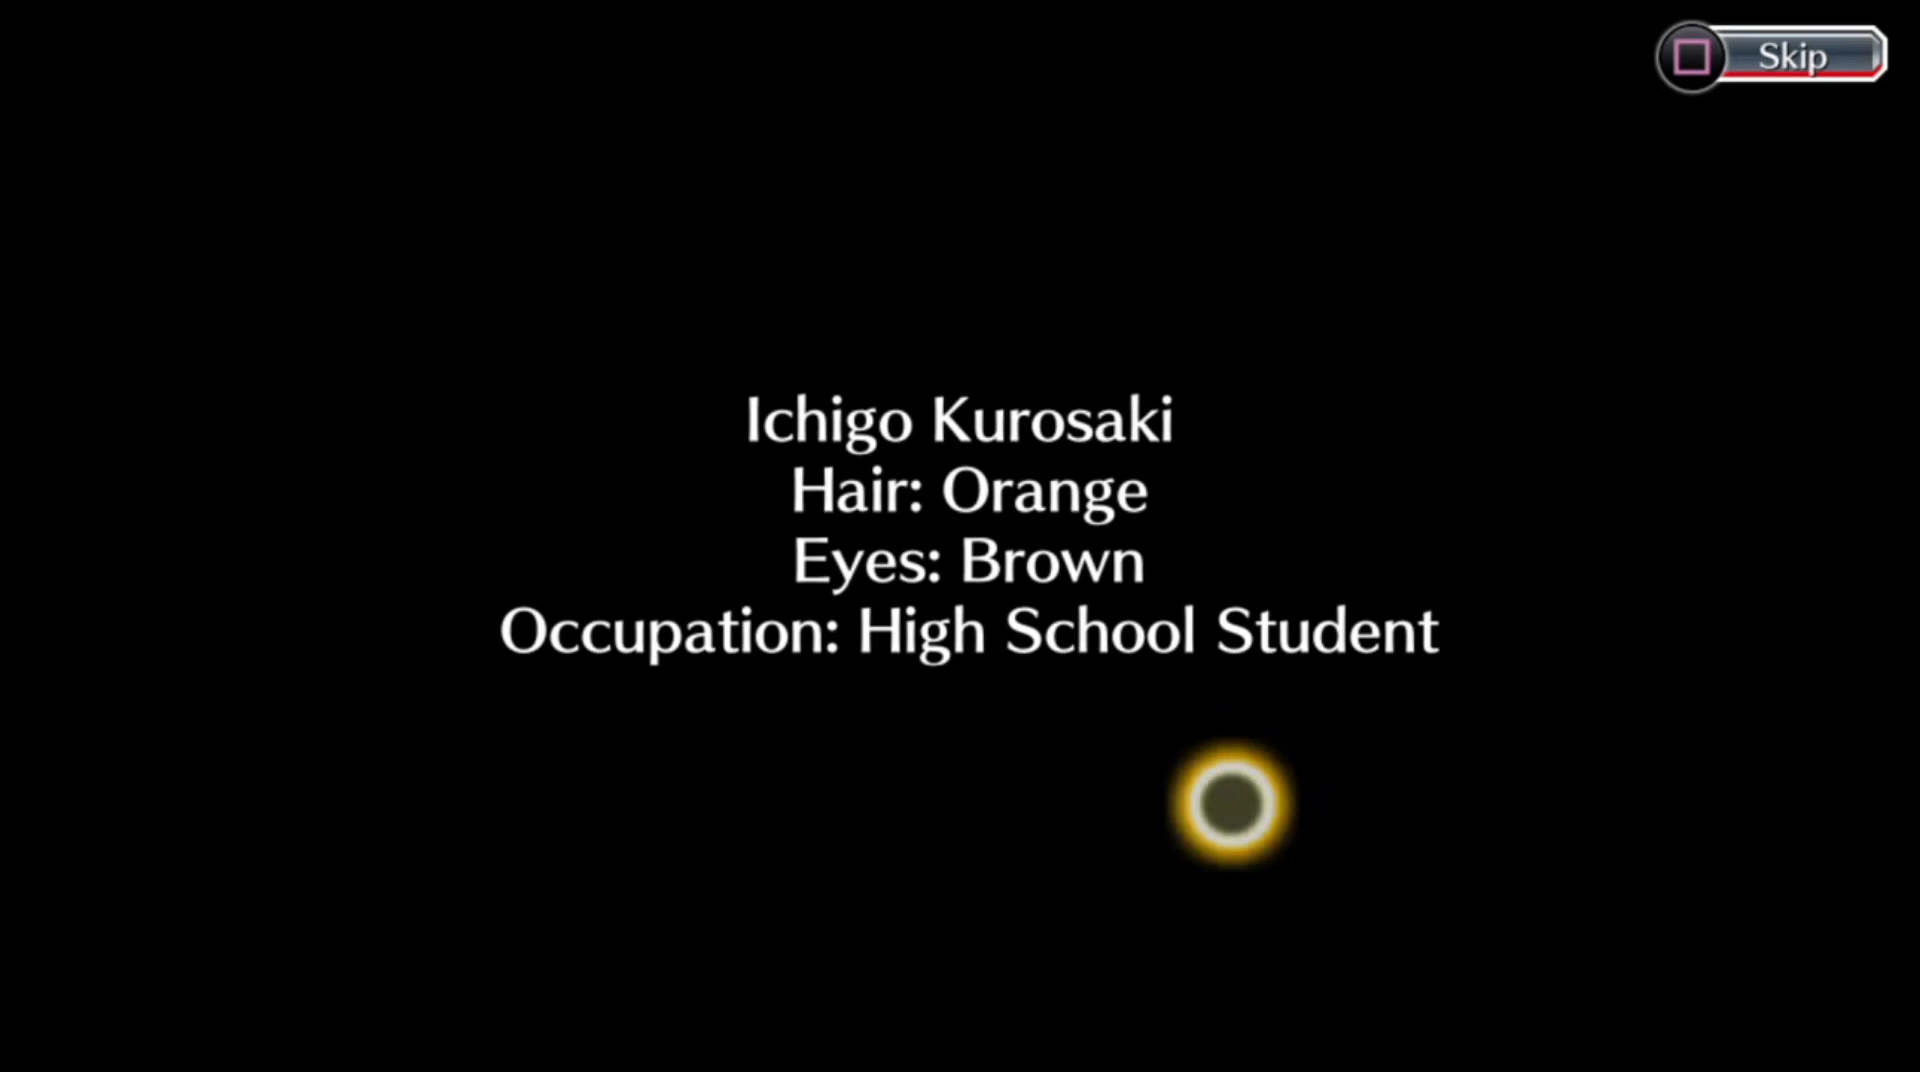 Skip
Ichigo Kurosaki
Hair: Orange
Eyes: Brown
Occupation: High School Student